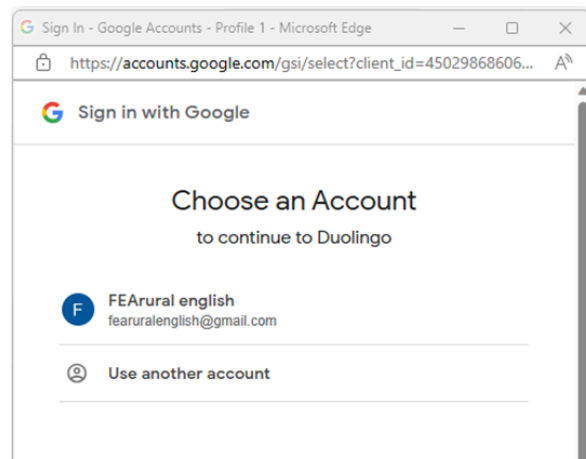 Sign In - Google Accounts - Profile 1 - Microsoft Edge
https://accounts.google.com/gsi/select?client_id=45029868606...
Sign in with Google
Choose an Account
to continue to Duolingo
F
FEArural english
fearuralenglish@gmail.com
Use another account